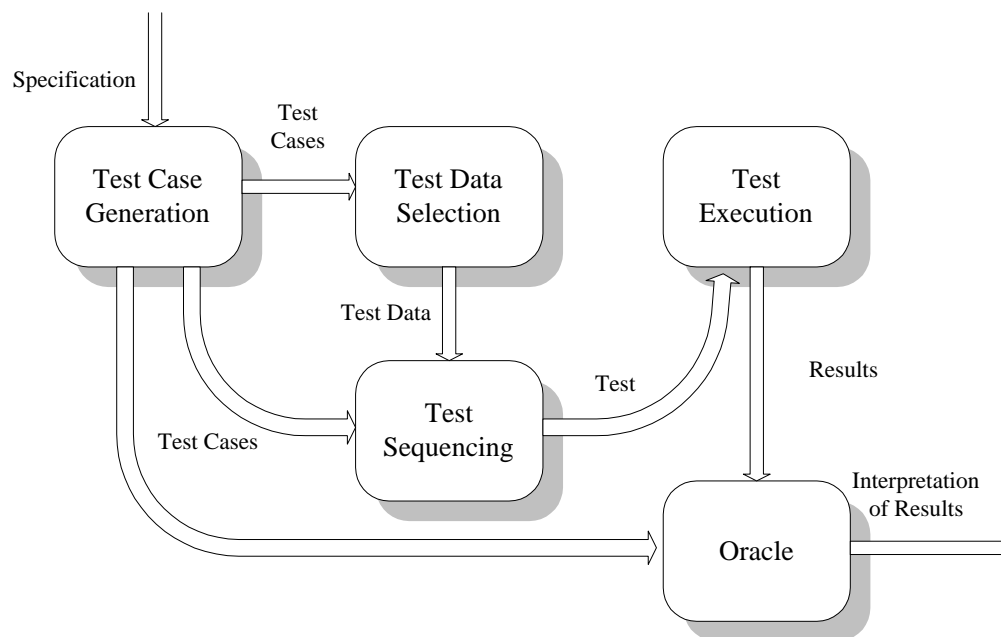 Specification
Test
Cases
Test Case
Generation
Test Data
Selection
Test
Execution
Test Data
Test
Results
Test Cases
Test
Sequencing
Interpretation
of Results
Oracle